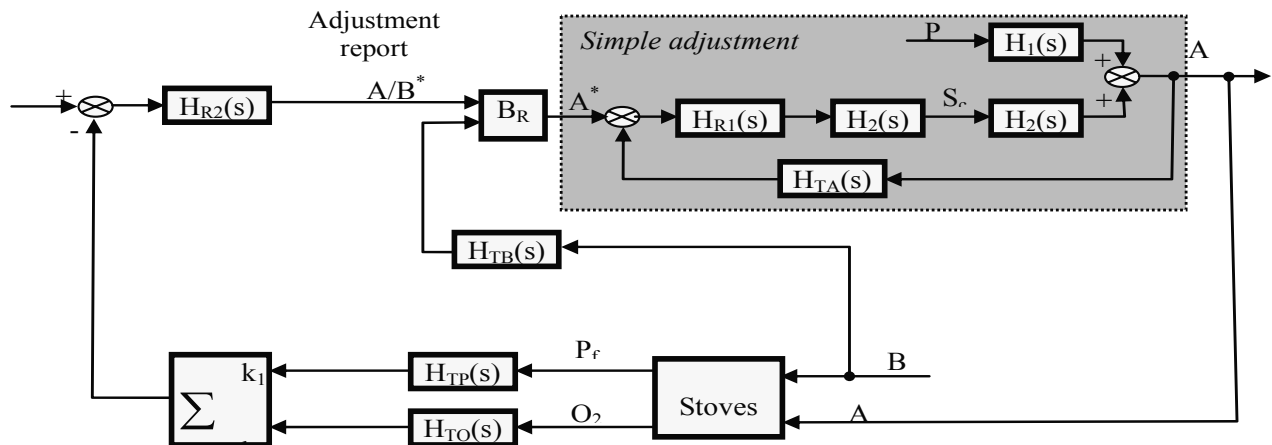 Adjustment
report
Simple adjustment
P
H1(s)
A
+
+
-
HR2(s)
A/B*
BR
A*
HR1(s)
H2(s)
Sc
H2(s)
+
HTA(s)
HTB(s)
B
Pf
k1
HTP(s)
Stoves
Σ
O2
HTO(s)
A